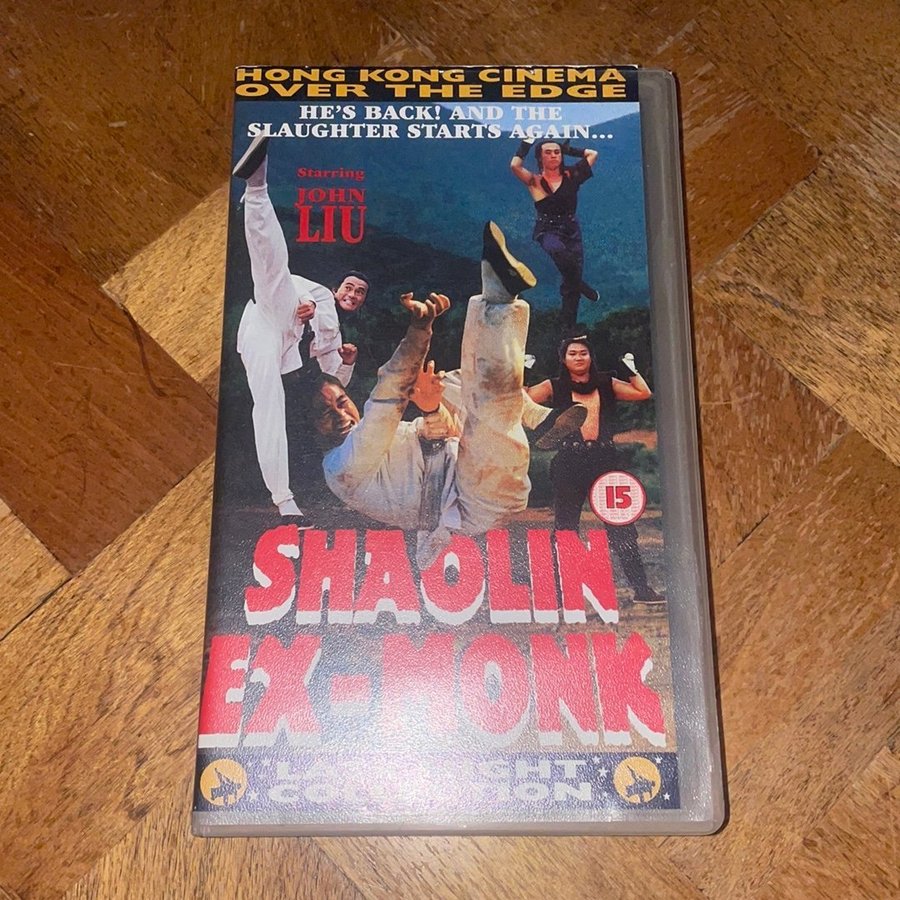 HONG KONG CINEMA
OVER THE EDGE
HE'S BACK! AND THE
SLAUGHTER STARTS AGAIN...
Starring
JOHN
LIU
15
SHAOLIN
EX-MONK